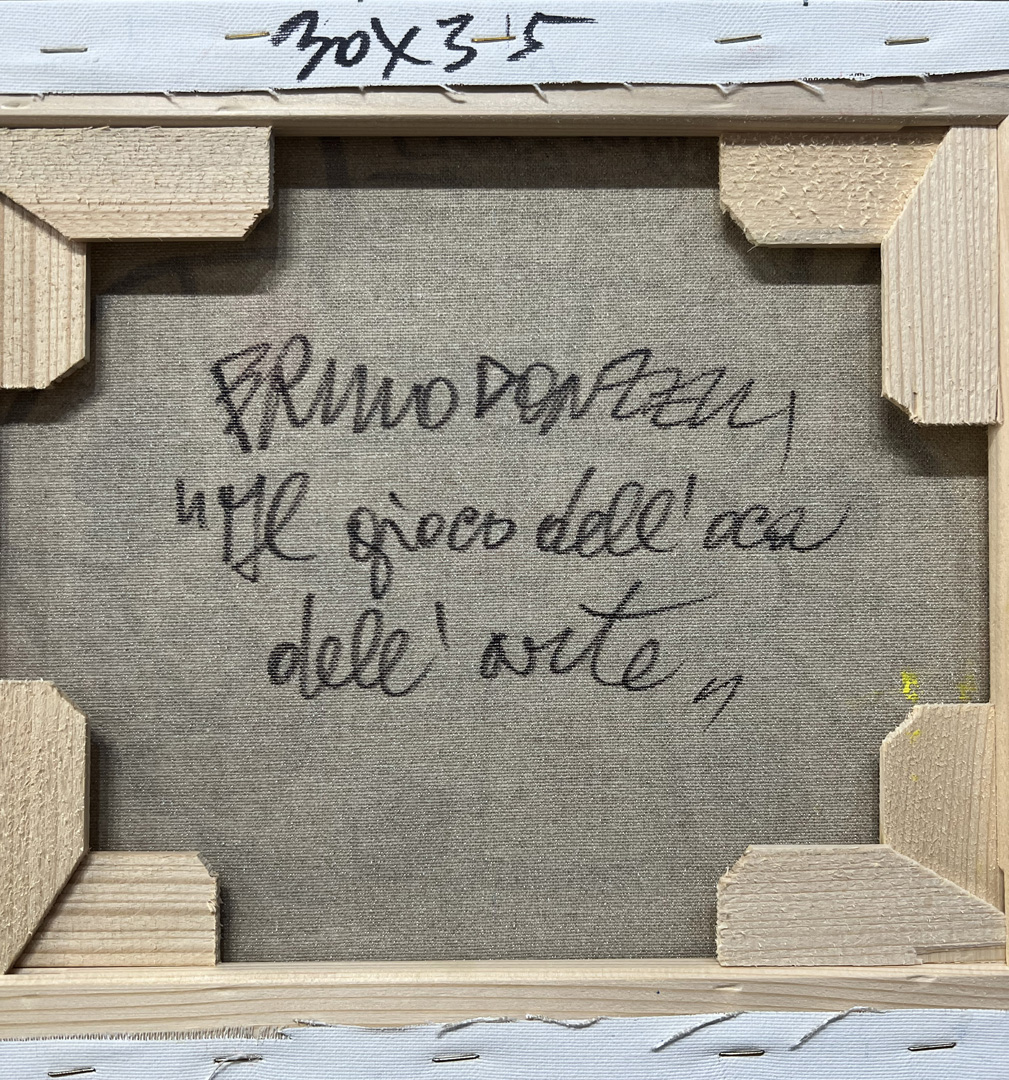 30X35
BRUNO DONZELLI
"Il gioco dell'oca
dell'arte"